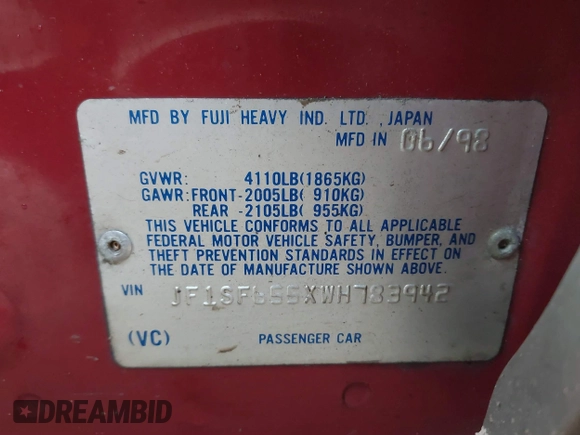 MFD BY FUJI HEAVY IND. LTD. ,JAPAN
MFD IN 06/98
GVWR: 4110LB(1865KG)
GAWR:FRONT-2005LB( 910KG)
REAR -2105LB( 955KG)
THIS VEHICLE CONFORMS TO ALL APPLICABLE
FEDERAL MOTOR VEHICLE SAFETY, BUMPER, AND
THEFT PREVENTION STANDARDS IN EFFECT ON
THE DATE OF MANUFACTURE SHOWN ABOVE.
VIN JF1SF655XWH783942
(VC) PASSENGER CAR
DREAMBID